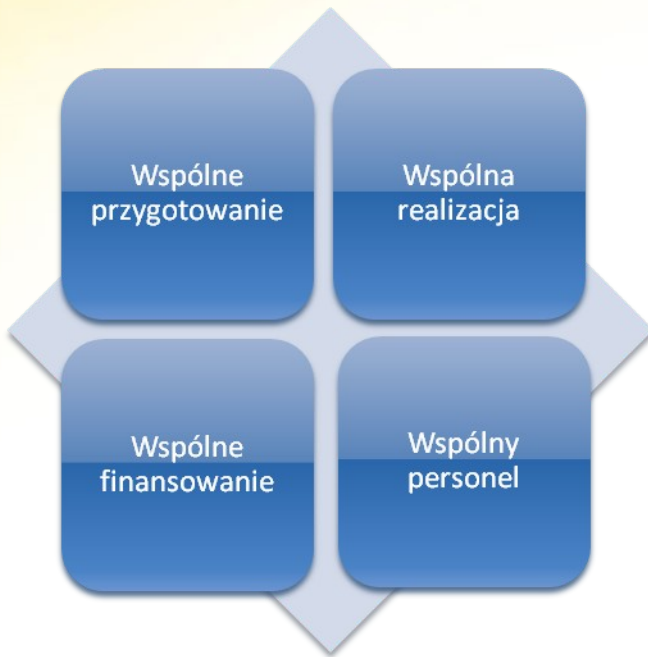 Wspólne
przygotowanie
Wspólna
realizacja
Wspólne
finansowanie
Wspólny
personel